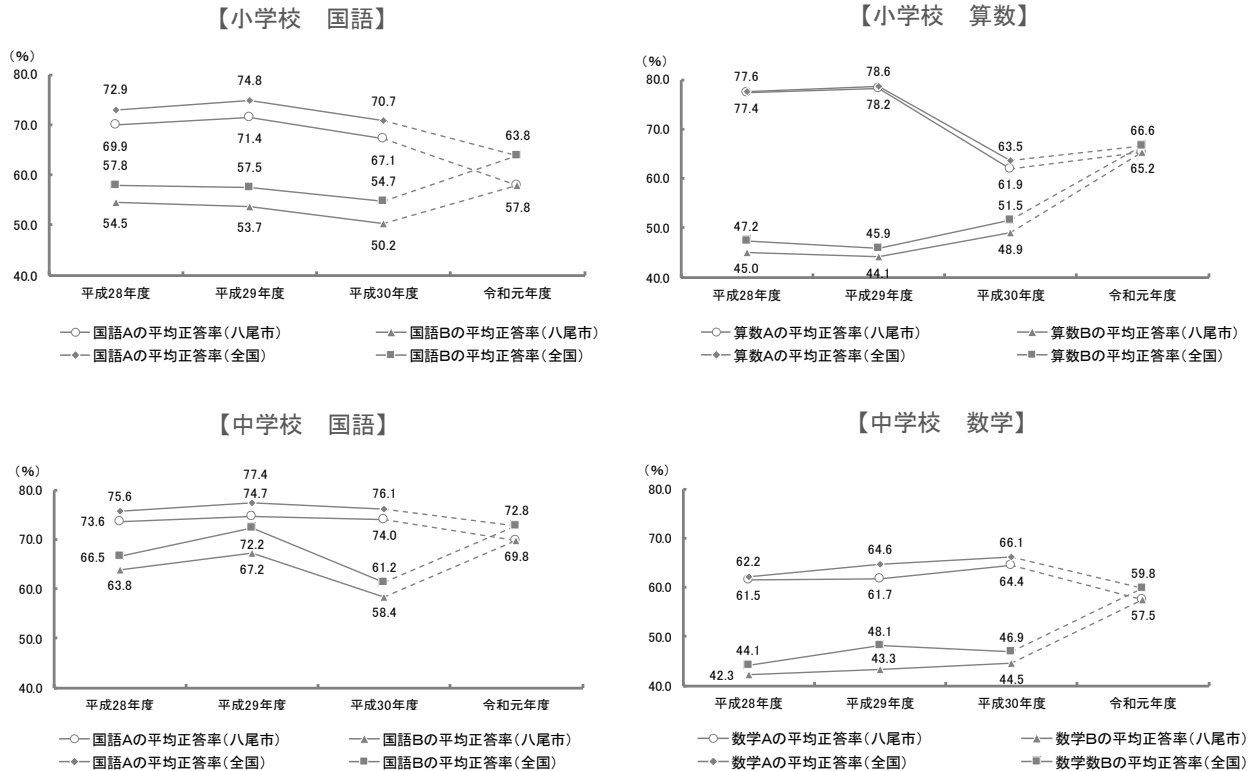 【小学校　国語】
(%)
80.0
70.0
60.0
50.0
40.0
72.9
74.8
70.7
63.8
69.9
71.4
67.1
57.8
57.5
54.7
57.8
54.5
53.7
50.2
平成28年度
平成29年度
平成30年度
令和元年度
国語Aの平均正答率(八尾市)
国語Bの平均正答率(八尾市)
国語Aの平均正答率(全国)
国語Bの平均正答率(全国)
【小学校　算数】
(%)
80.0
70.0
60.0
50.0
40.0
77.6
78.6
77.4
78.2
63.5
66.6
61.9
65.2
47.2
45.9
51.5
45.0
44.1
48.9
平成28年度
平成29年度
平成30年度
令和元年度
算数Aの平均正答率(八尾市)
算数Bの平均正答率(八尾市)
算数Aの平均正答率(全国)
算数Bの平均正答率(全国)
【中学校　国語】
(%)
80.0
70.0
60.0
50.0
40.0
75.6
77.4
76.1
72.8
73.6
74.7
74.0
69.8
66.5
72.2
61.2
63.8
67.2
58.4
平成28年度
平成29年度
平成30年度
令和元年度
国語Aの平均正答率(八尾市)
国語Bの平均正答率(八尾市)
国語Aの平均正答率(全国)
国語Bの平均正答率(全国)
【中学校　数学】
(%)
80.0
70.0
60.0
50.0
40.0
62.2
64.6
66.1
59.8
61.5
61.7
64.4
57.5
44.1
48.1
46.9
42.3
43.3
44.5
平成28年度
平成29年度
平成30年度
令和元年度
数学Aの平均正答率(八尾市)
数学Bの平均正答率(八尾市)
数学Aの平均正答率(全国)
数学数Bの平均正答率(全国)